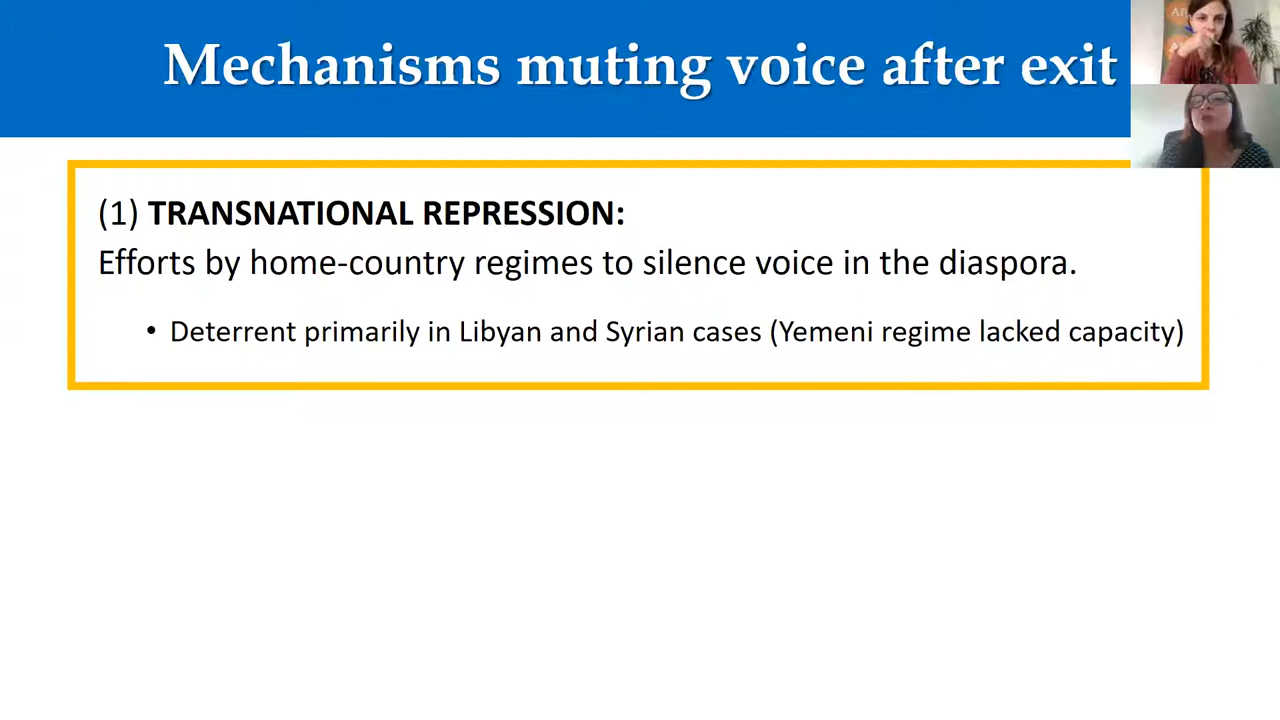 Mechanisms muting voice after exit
(1) TRANSNATIONAL REPRESSION:
Efforts by home-country regimes to silence voice in the diaspora.
• Deterrent primarily in Libyan and Syrian cases (Yemeni regime lacked capacity)